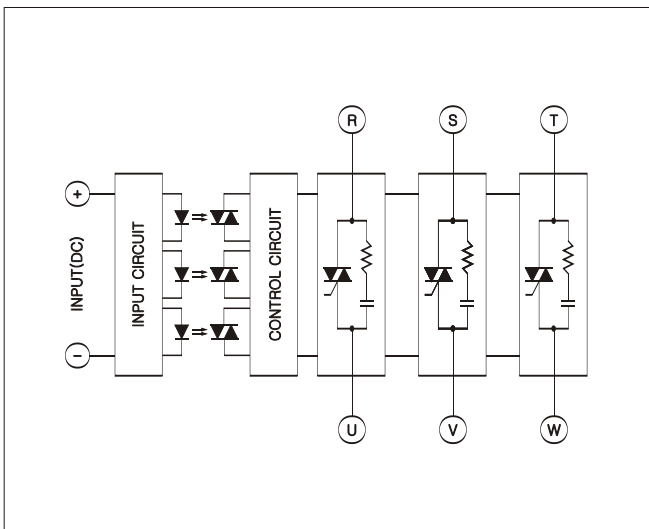 R
S
T
+
INPUT(DC)
−
INPUT CIRCUIT
CONTROL CIRCUIT
U
V
W